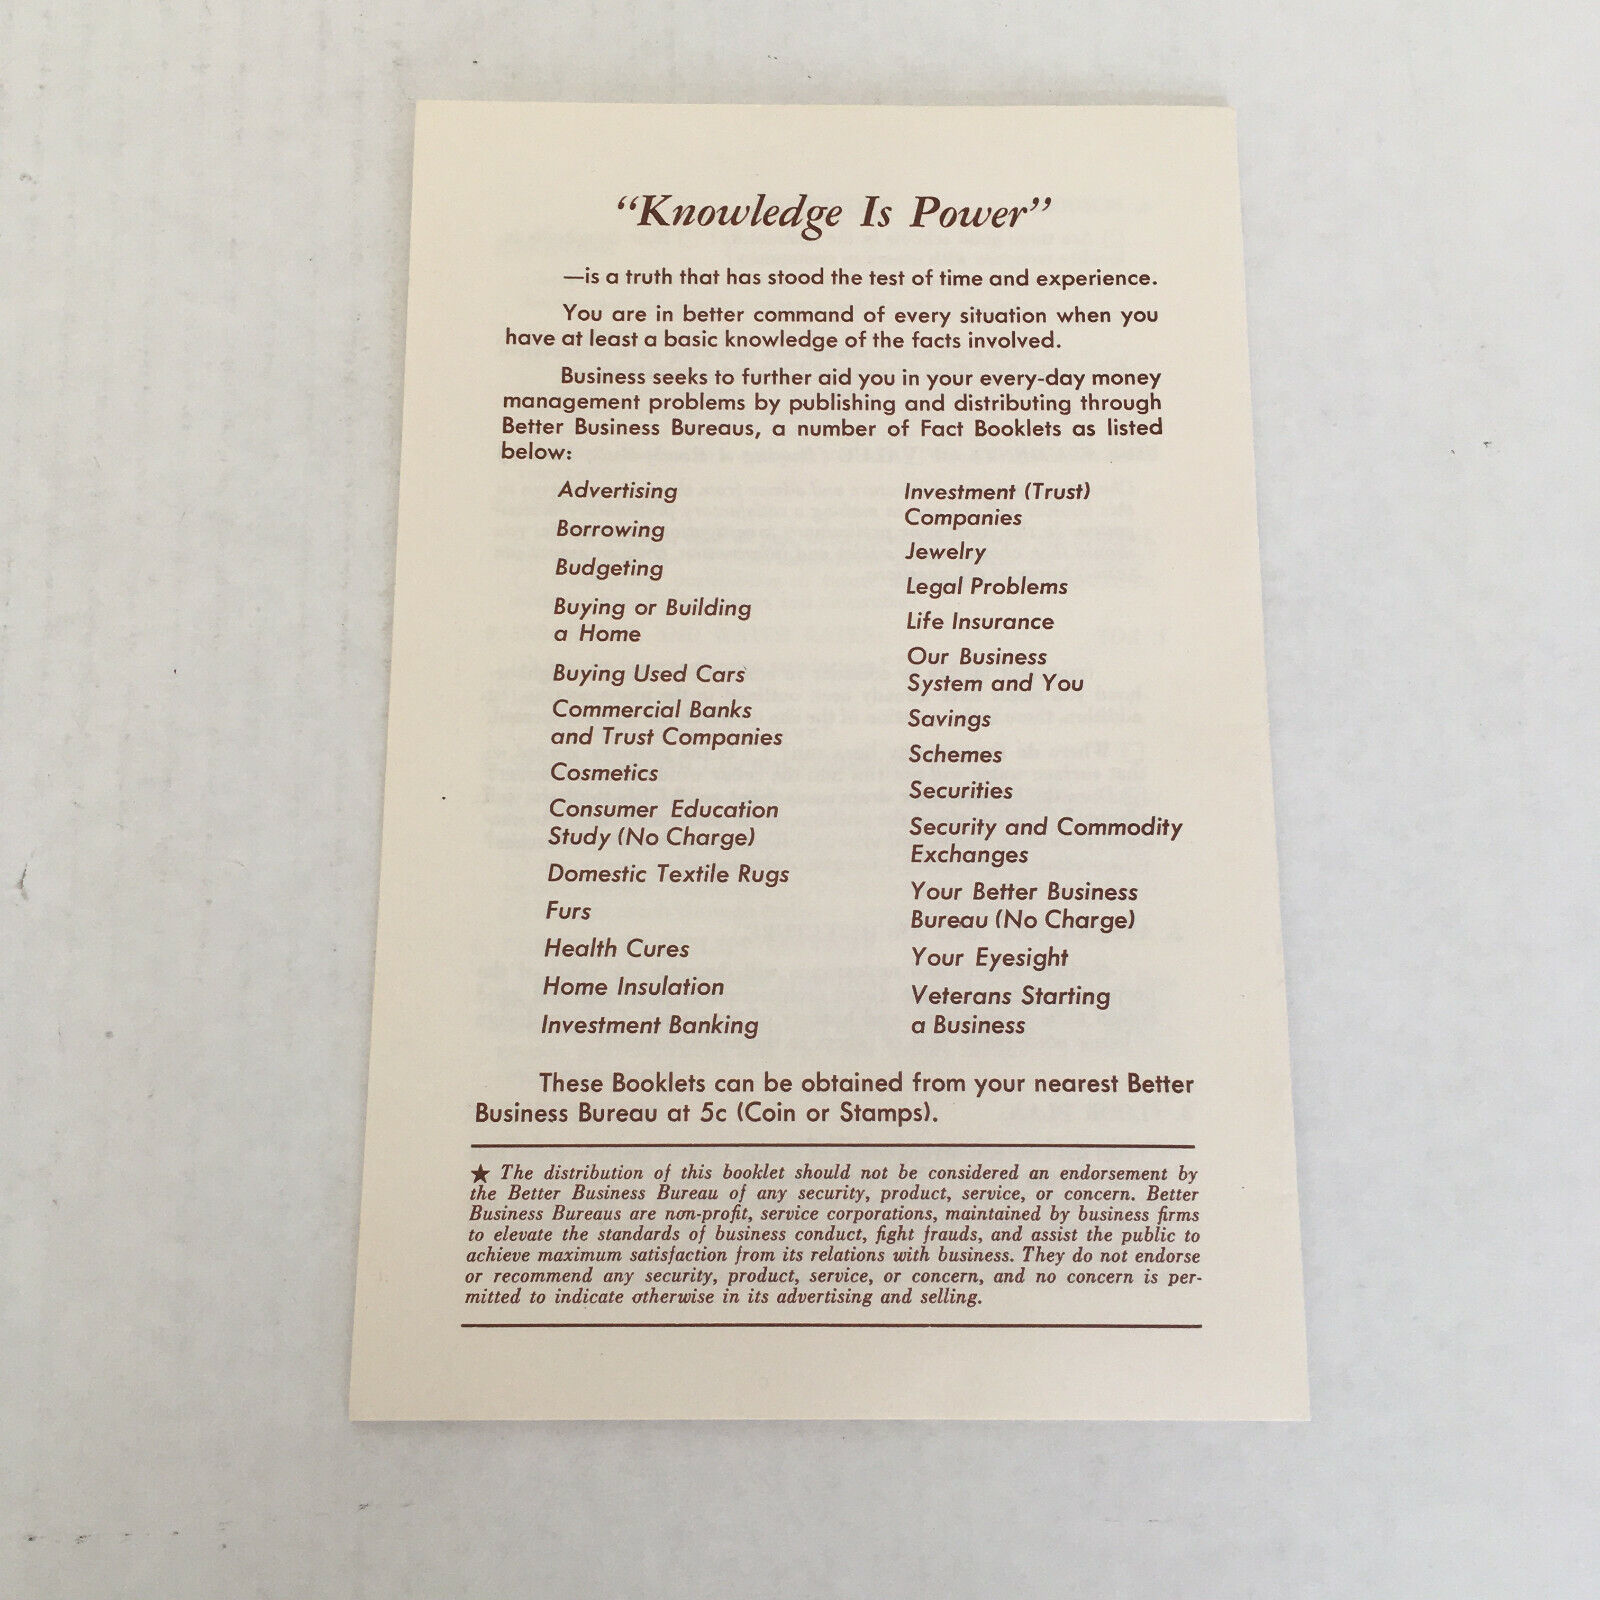 “Knowledge Is Power”
—is a truth that has stood the test of time and experience.
You are in better command of every situation when you
have at least a basic knowledge of the facts involved.
Business seeks to further aid you in your every-day money
management problems by publishing and distributing through
Better Business Bureaus, a number of Fact Booklets as listed
below:
Advertising
Borrowing
Budgeting
Buying or Building
a Home
Buying Used Cars
Commercial Banks
and Trust Companies
Cosmetics
Consumer Education
Study (No Charge)
Domestic Textile Rugs
Furs
Health Cures
Home Insulation
Investment Banking
Investment (Trust)
Companies
Jewelry
Legal Problems
Life Insurance
Our Business
System and You
Savings
Schemes
Securities
Security and Commodity
Exchanges
Your Better Business
Bureau (No Charge)
Your Eyesight
Veterans Starting
a Business
These Booklets can be obtained from your nearest Better
Business Bureau at 5c (Coin or Stamps).
★ The distribution of this booklet should not be considered an endorsement by
the Better Business Bureau of any security, product, service, or concern. Better
Business Bureaus are non-profit, service corporations, maintained by business firms
to elevate the standards of business conduct, fight frauds, and assist the public to
achieve maximum satisfaction from its relations with business. They do not endorse
or recommend any security, product, service, or concern, and no concern is per-
mitted to indicate otherwise in its advertising and selling.